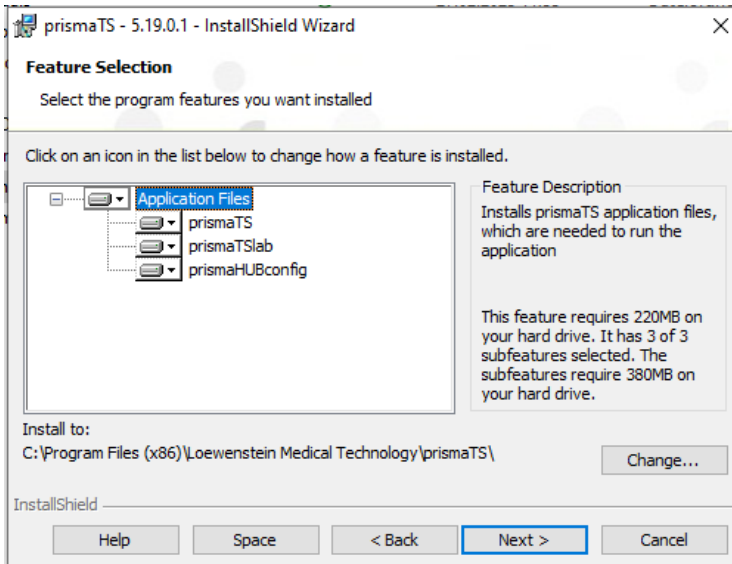 prismaTS - 5.19.0.1 - InstallShield Wizard
Feature Selection
Select the program features you want installed
Click on an icon in the list below to change how a feature is installed.
Application Files
prismaTS
prismaTSlab
prismaHUBconfig
Feature Description
Installs prismaTS application files,
which are needed to run the
application
This feature requires 220MB on
your hard drive. It has 3 of 3
subfeatures selected. The
subfeatures require 380MB on
your hard drive.
Install to:
C:\Program Files (x86)\Loewenstein Medical Technology\prismaTS\
Change...
InstallShield
Help
Space
< Back
Next >
Cancel